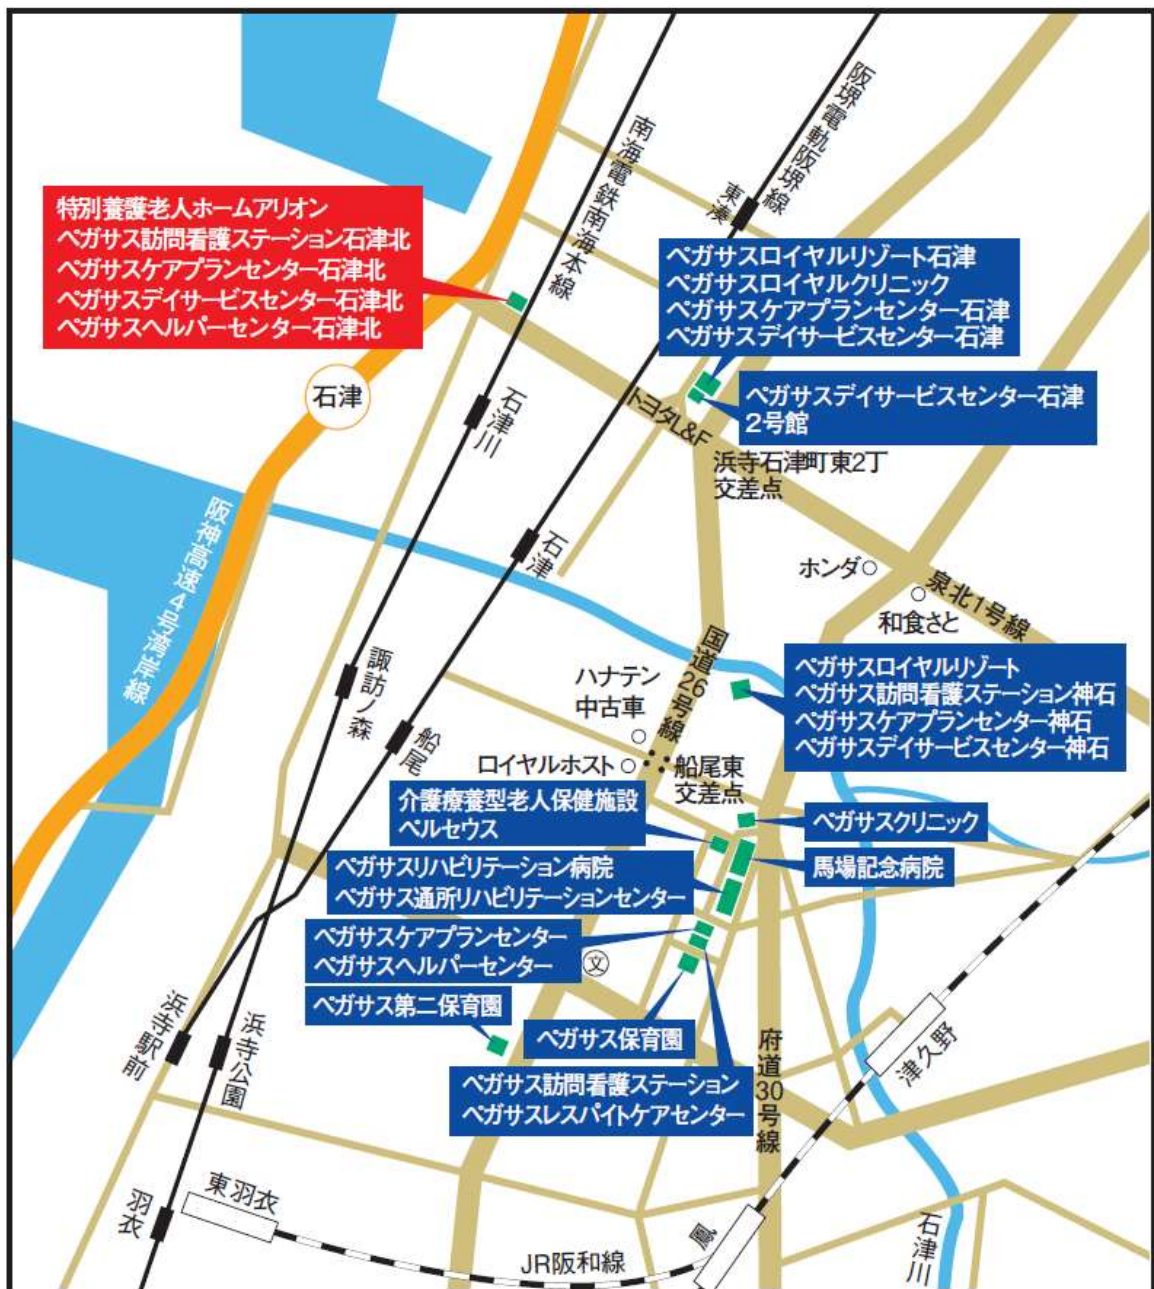 阪堺電軌阪堺線
南海電鉄南海本線
東湊
特別養護老人ホームアリオン
ペガサス訪問看護ステーション石津北
ペガサスケアプランセンター石津北
ペガサスデイサービスセンター石津北
ペガサスヘルパーセンター石津北
ペガサスロイヤルリゾート石津
ペガサスロイヤルクリニック
ペガサスケアプランセンター石津
ペガサスデイサービスセンター石津
石津
石津川
ペガサスデイサービスセンター石津
2号館
トヨタL&F
浜寺石津町東2丁
交差点
阪神高速4号湾岸線
石津
ホンダ
泉北1号線
和食さと
国道26号線
諏訪ノ森
船尾
ハナテン
中古車
ペガサスロイヤルリゾート
ペガサス訪問看護ステーション神石
ペガサスケアプランセンター神石
ペガサスデイサービスセンター神石
ロイヤルホスト
船尾東
交差点
介護療養型老人保健施設
ペルセウス
ペガサスクリニック
馬場記念病院
ペガサスリハビリテーション病院
ペガサス通所リハビリテーションセンター
ペガサスケアプランセンター
ペガサスヘルパーセンター
文
ペガサス第二保育園
浜寺駅前
浜寺公園
ペガサス保育園
府道30号線
津久野
ペガサス訪問看護ステーション
ペガサスレスパイトケアセンター
羽衣
東羽衣
JR阪和線
鳳
石津川